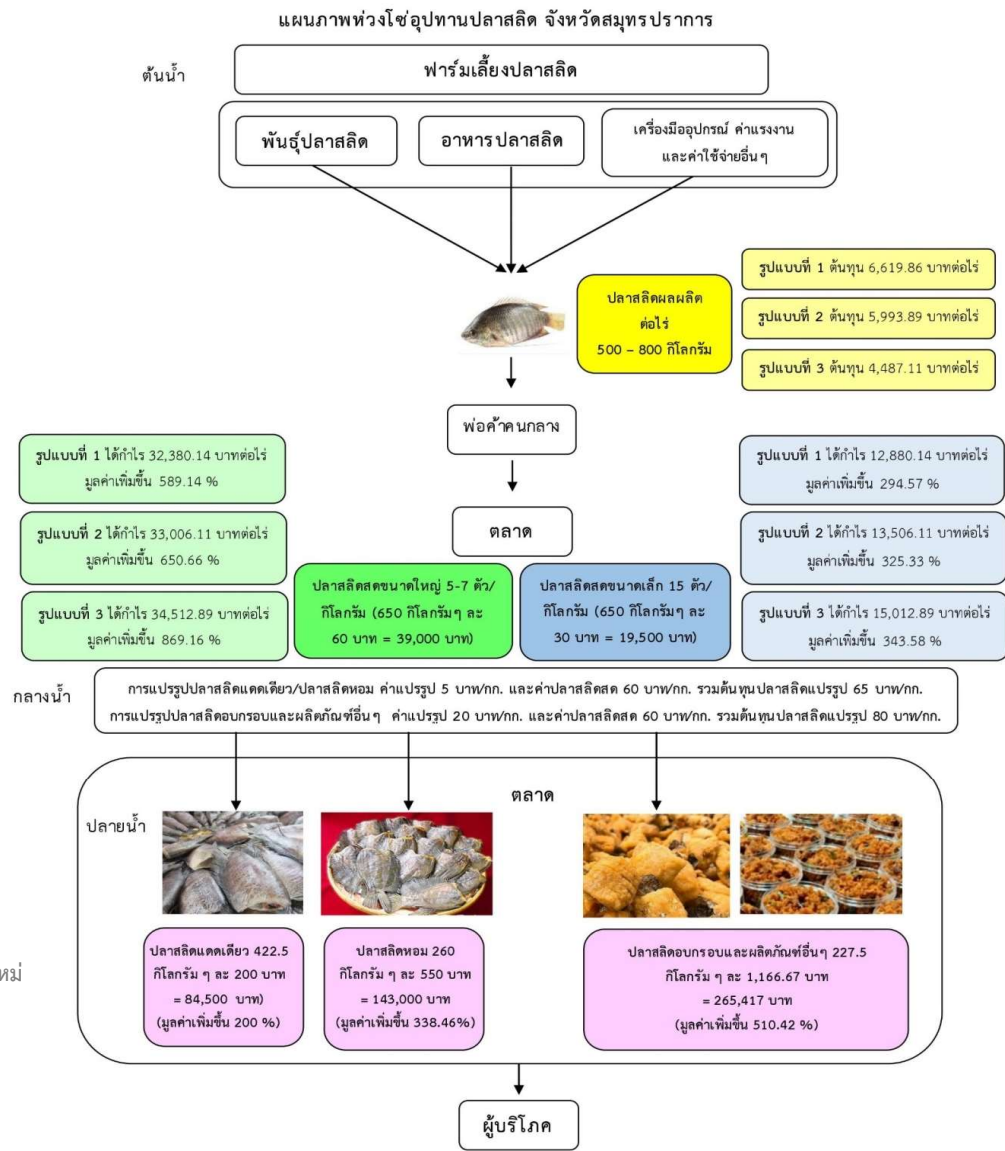 แผนภาพห่วงโซ่อุปทานปลาสลิด จังหวัดสมุทรปราการ
ต้นน้ำ
ฟาร์มเลี้ยงปลาสลิด
พันธุ์ปลาสลิด
อาหารปลาสลิด
เครื่องมืออุปกรณ์ ค่าแรงงาน
และค่าใช้จ่ายอื่นๆ
ปลาสลิดผลผลิต
ต่อไร่
500 – 800 กิโลกรัม
รูปแบบที่ 1 ต้นทุน 6,619.86 บาทต่อไร่
รูปแบบที่ 2 ต้นทุน 5,993.89 บาทต่อไร่
รูปแบบที่ 3 ต้นทุน 4,487.11 บาทต่อไร่
พ่อค้าคนกลาง
ตลาด
รูปแบบที่ 1 ได้กำไร 32,380.14 บาทต่อไร่
มูลค่าเพิ่มขึ้น 589.14 %
รูปแบบที่ 2 ได้กำไร 33,006.11 บาทต่อไร่
มูลค่าเพิ่มขึ้น 650.66 %
รูปแบบที่ 3 ได้กำไร 34,512.89 บาทต่อไร่
มูลค่าเพิ่มขึ้น 869.16 %
ปลาสลิดสดขนาดใหญ่ 5-7 ตัว/
กิโลกรัม (650 กิโลกรัมๆ ละ
60 บาท = 39,000 บาท)
ปลาสลิดสดขนาดเล็ก 15 ตัว/
กิโลกรัม (650 กิโลกรัมๆ ละ
30 บาท = 19,500 บาท)
รูปแบบที่ 1 ได้กำไร 12,880.14 บาทต่อไร่
มูลค่าเพิ่มขึ้น 294.57 %
รูปแบบที่ 2 ได้กำไร 13,506.11 บาทต่อไร่
มูลค่าเพิ่มขึ้น 325.33 %
รูปแบบที่ 3 ได้กำไร 15,012.89 บาทต่อไร่
มูลค่าเพิ่มขึ้น 343.58 %
กลางน้ำ
การแปรรูปปลาสลิดแดดเดียว/ปลาสลิดหอม ค่าแปรรูป 5 บาท/กก. และค่าปลาสลิดสด 60 บาท/กก. รวมต้นทุนปลาสลิดแปรรูป 65 บาท/กก.
การแปรรุปปลาสลิดอบกรอบและผลิตภัณฑ์อื่นๆ ค่าแปรรูป 20 บาท/กก. และค่าปลาสลิดสด 60 บาท/กก. รวมต้นทุนปลาสลิดแปรรูป 80 บาท/กก.
ตลาด
ปลายน้ำ
ปลาสลิดแดดเดียว 422.5
กิโลกรัม ๆ ละ 200 บาท
= 84,500 บาท)
(มูลค่าเพิ่มขึ้น 200 %)
ปลาสลิดหอม 260
กิโลกรัม ๆ ละ 550 บาท
= 143,000 บาท
(มูลค่าเพิ่มขึ้น 338.46%)
ปลาสลิดอบกรอบและผลิตภัณฑ์อื่นๆ 227.5
กิโลกรัม ๆ ละ 1,166.67 บาท
= 265,417 บาท
(มูลค่าเพิ่มขึ้น 510.42 %)
หม่
ผู้บริโภค